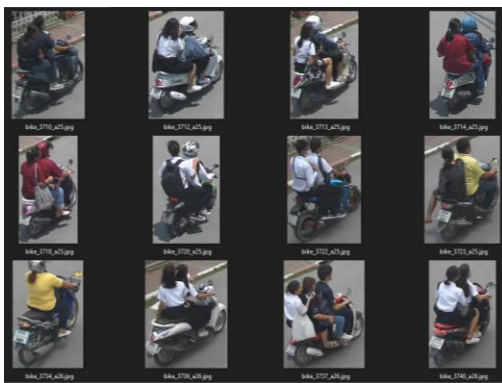 bike_3710_a25.jpg
bike_3712_a25.jpg
bike_3713_a25.jpg
bike_3714_a25.jpg
bike_3718_a25.jpg
bike_3720_a25.jpg
bike_3722_a25.jpg
bike_3723_a25.jpg
bike_3734_a26.jpg
bike_3736_a26.jpg
bike_3737_a26.jpg
bike_3740_a26.jpg